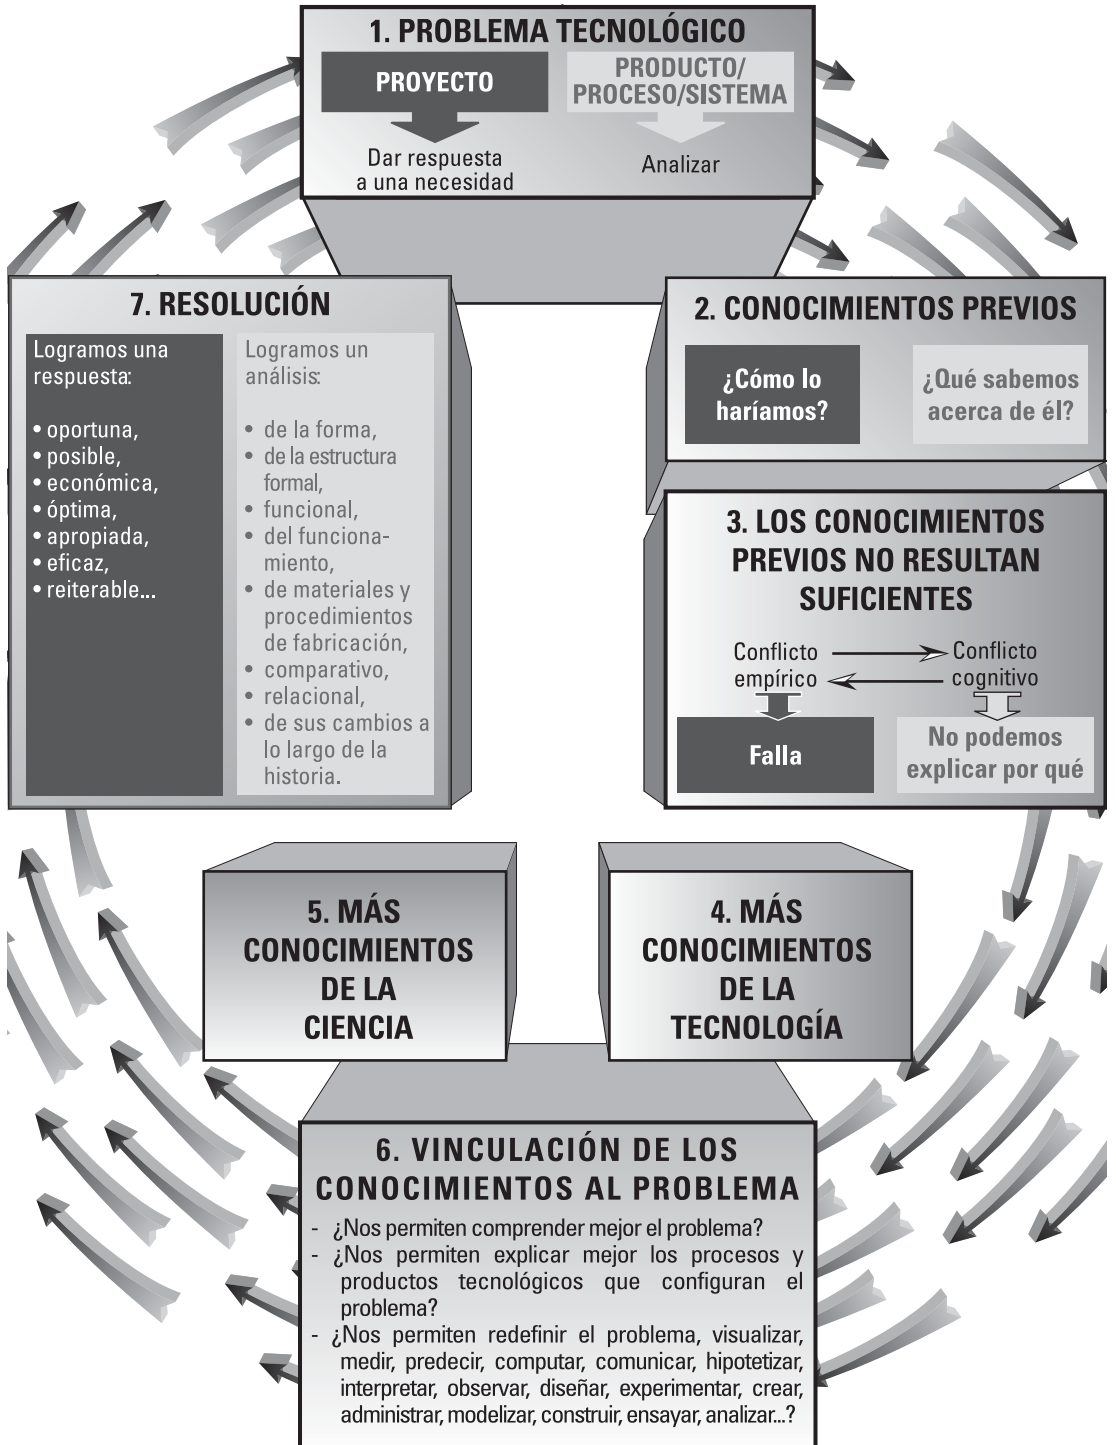 1. PROBLEMA TECNOLÓGICO
PROYECTO
Dar respuesta
a una necesidad
PRODUCTO/
PROCESO/SISTEMA
Analizar
2. CONOCIMIENTOS PREVIOS
¿Cómo lo
haríamos?
¿Qué sabemos
acerca de él?
3. LOS CONOCIMIENTOS
PREVIOS NO RESULTAN
SUFICIENTES
Conflicto
empírico
Conflicto
cognitivo
Falla
No podemos
explicar por qué
4. MÁS
CONOCIMIENTOS
DE LA
TECNOLOGÍA
5. MÁS
CONOCIMIENTOS
DE LA
CIENCIA
6. VINCULACIÓN DE LOS
CONOCIMIENTOS AL PROBLEMA
- ¿Nos permiten comprender mejor el problema?
- ¿Nos permiten explicar mejor los procesos y
productos tecnológicos que configuran el
problema?
- ¿Nos permiten redefinir el problema, visualizar,
medir, predecir, computar, comunicar, hipotetizar,
interpretar, observar, diseñar, experimentar, crear,
administrar, modelizar, construir, ensayar, analizar...?
7. RESOLUCIÓN
Logramos una
respuesta:
• oportuna,
• posible,
• económica,
• óptima,
• apropiada,
• eficaz,
• reiterable...
Logramos un
análisis:
• de la forma,
• de la estructura
formal,
• funcional,
• del funciona-
miento,
• de materiales y
procedimientos
de fabricación,
• comparativo,
• relacional,
• de sus cambios a
lo largo de la
historia.